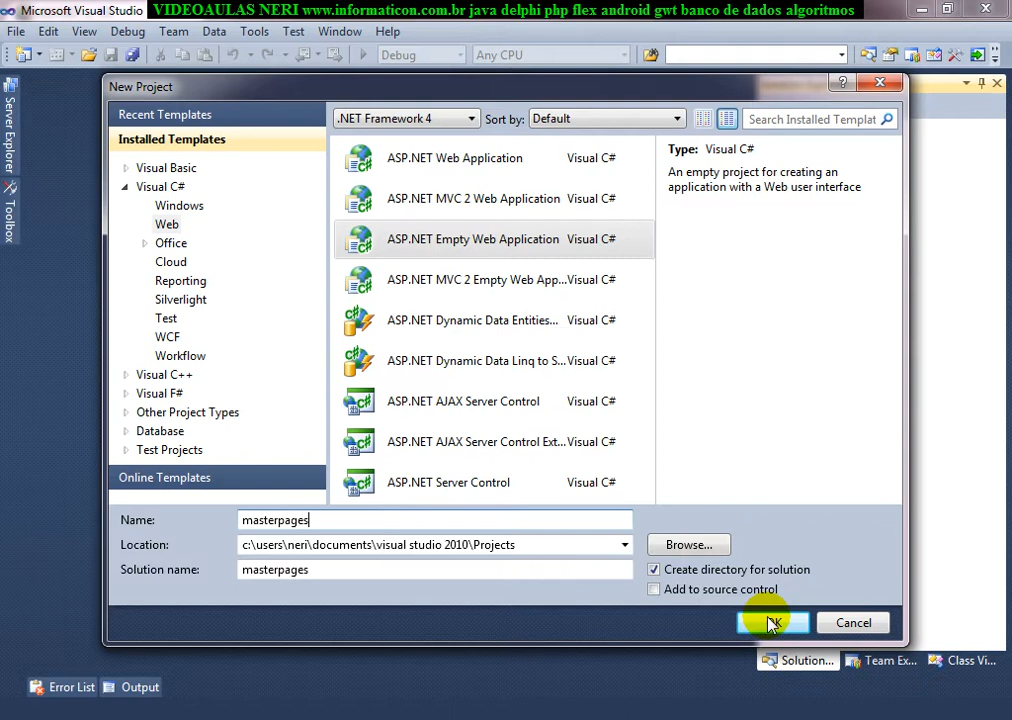 Microsoft Visual Studio
VIDEOAULAS NERI www.informaticon.com.br java delphi php flex android gwt banco de dados algoritmos
File Edit View Debug Team Data Tools Test Window Help
Debug Any CPU
Server Explorer
Toolbox
New Project
Recent Templates
Installed Templates
Visual Basic
Visual C#
Windows
Web
Office
Cloud
Reporting
Silverlight
Test
WCF
Workflow
Visual C++
Visual F#
Other Project Types
Database
Test Projects
Online Templates
.NET Framework 4 Sort by: Default Search Installed Templat
ASP.NET Web Application Visual C#
ASP.NET MVC 2 Web Application Visual C#
ASP.NET Empty Web Application Visual C#
ASP.NET MVC 2 Empty Web App... Visual C#
ASP.NET Dynamic Data Entities... Visual C#
ASP.NET Dynamic Data Linq to S... Visual C#
ASP.NET AJAX Server Control Visual C#
ASP.NET AJAX Server Control Ext... Visual C#
ASP.NET Server Control Visual C#
Type: Visual C#
An empty project for creating an
application with a Web user interface
Name: masterpages
Location: c:\users\neri\documents\visual studio 2010\Projects Browse...
Solution name: masterpages
Create directory for solution
Add to source control
OK Cancel
Solution... Team Ex... Class Vi...
Error List Output